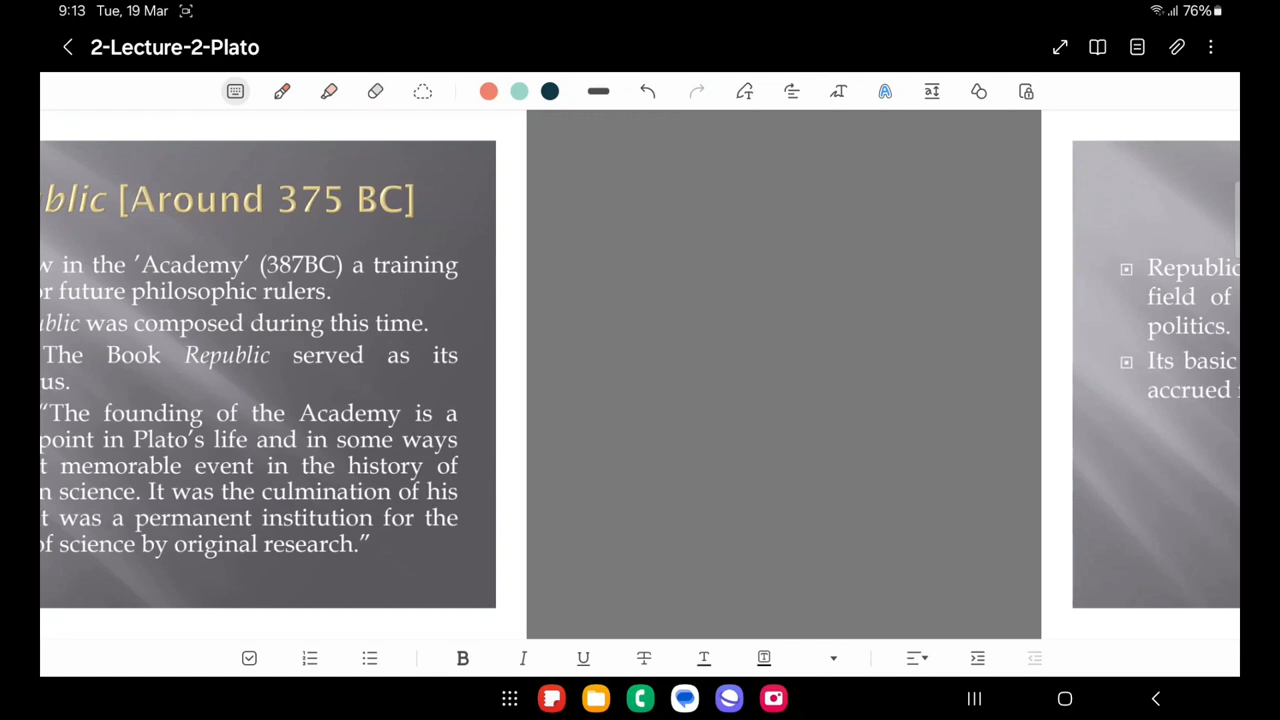 9:13 Tue, 19 Mar
76%
2-Lecture-2-Plato
blic [Around 375 BC]
w in the ’Academy’ (387BC) a training
or future philosophic rulers.
ublic was composed during this time.
The Book Republic served as its
us.
“The founding of the Academy is a
point in Plato’s life and in some ways
t memorable event in the history of
n science. It was the culmination of his
t was a permanent institution for the
of science by original research.”
Republic
field of
politics.
Its basic
accrued
B I U T T T